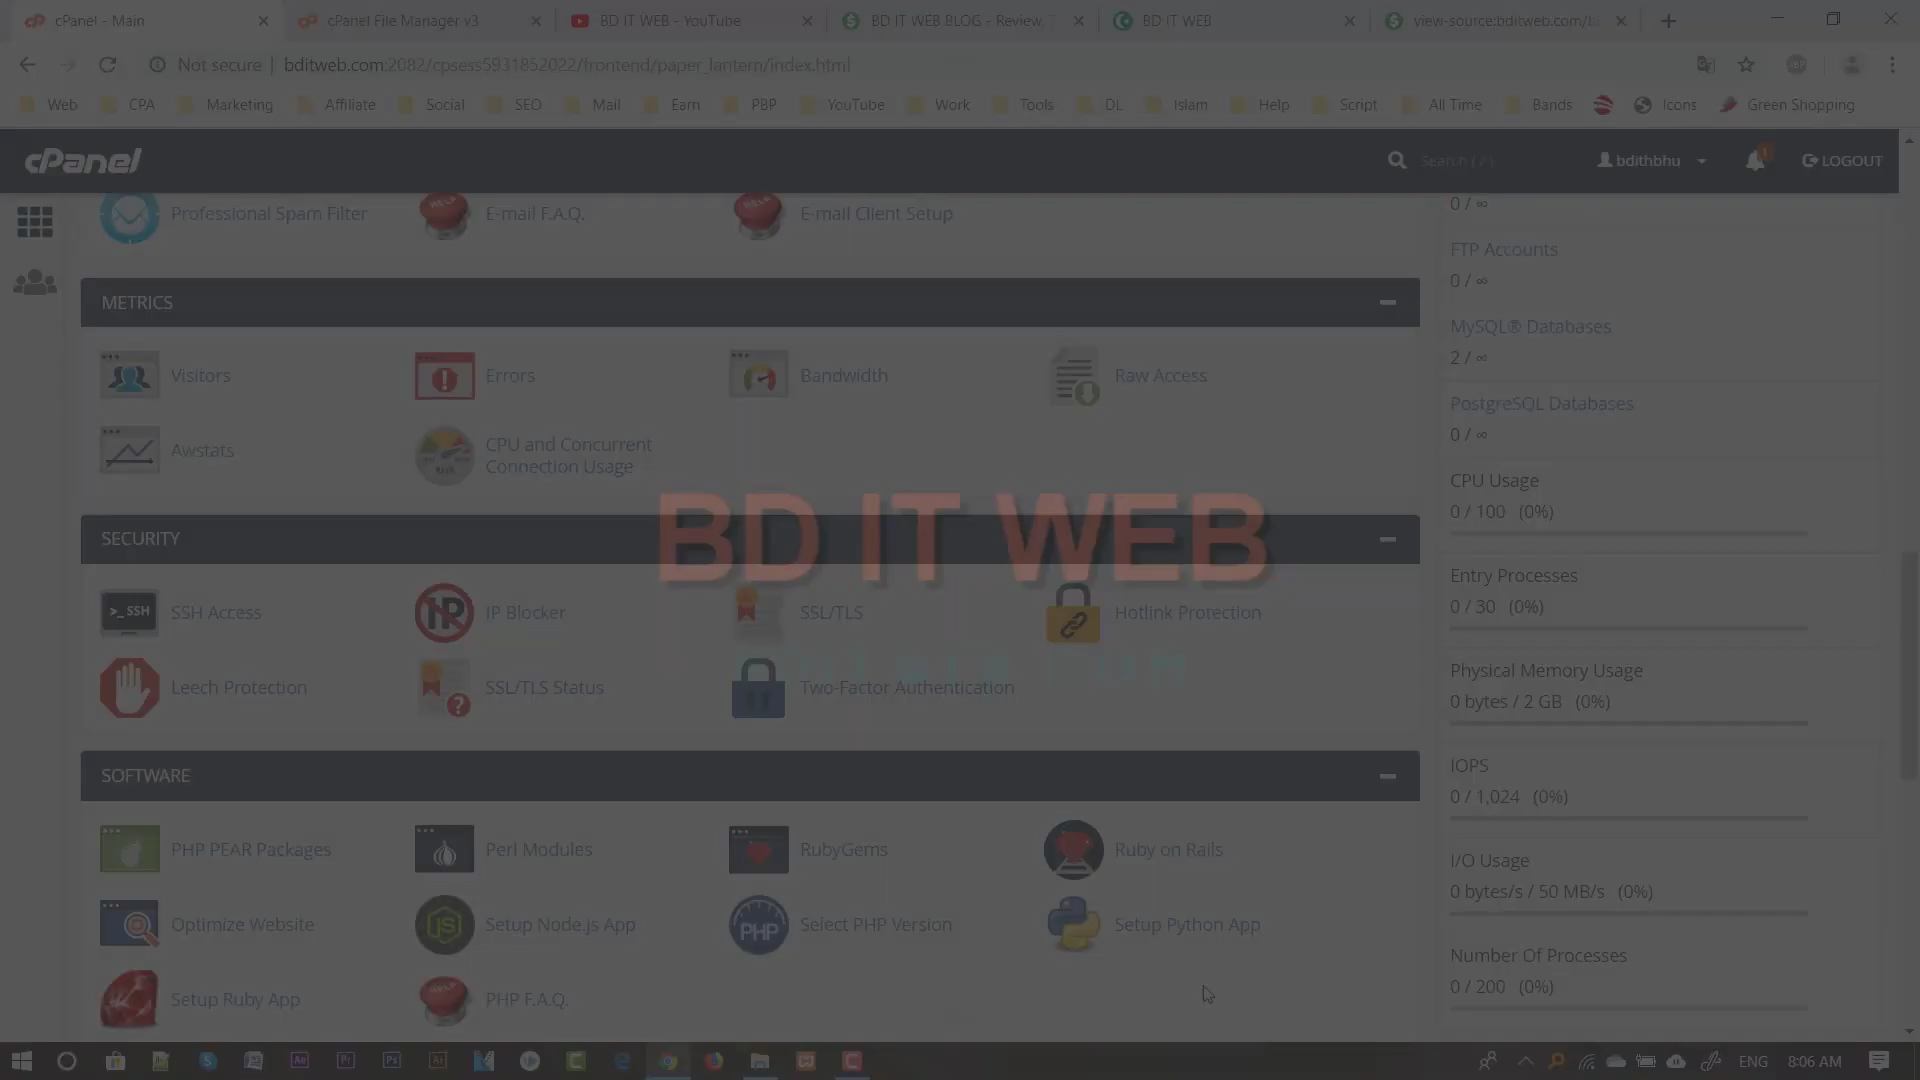 cPanel - Main
cPanel File Manager v3
BD IT WEB - YouTube
BD IT WEB BLOG - Review,
BD IT WEB
view-source:bditweb.com/b
Not secure | bditweb.com:2082/cpsess5931852022/frontend/paper_lantern/index.html
Web CPA Marketing Affiliate Social SEO Mail Earn PBP YouTube Work Tools DL Islam Help Script All Time Bands Icons Green Shopping
cPanel
Search ( / )
bdithbhu
1
LOGOUT
Professional Spam Filter
E-mail F.A.Q.
E-mail Client Setup
METRICS
Visitors
Errors
Bandwidth
Raw Access
Awstats
CPU and Concurrent
Connection Usage
BD IT WEB
SECURITY
SSH Access
IP Blocker
SSL/TLS
Hotlink Protection
Leech Protection
SSL/TLS Status
Two-Factor Authentication
SOFTWARE
PHP PEAR Packages
Perl Modules
RubyGems
Ruby on Rails
Optimize Website
Setup Node.js App
Select PHP Version
Setup Python App
Setup Ruby App
PHP F.A.Q.
0 / ∞
FTP Accounts
0 / ∞
MySQL® Databases
2 / ∞
PostgreSQL Databases
0 / ∞
CPU Usage
0 / 100 (0%)
Entry Processes
0 / 30 (0%)
Physical Memory Usage
0 bytes / 2 GB (0%)
IOPS
0 / 1,024 (0%)
I/O Usage
0 bytes/s / 50 MB/s (0%)
Number Of Processes
0 / 200 (0%)
ENG
8:06 AM